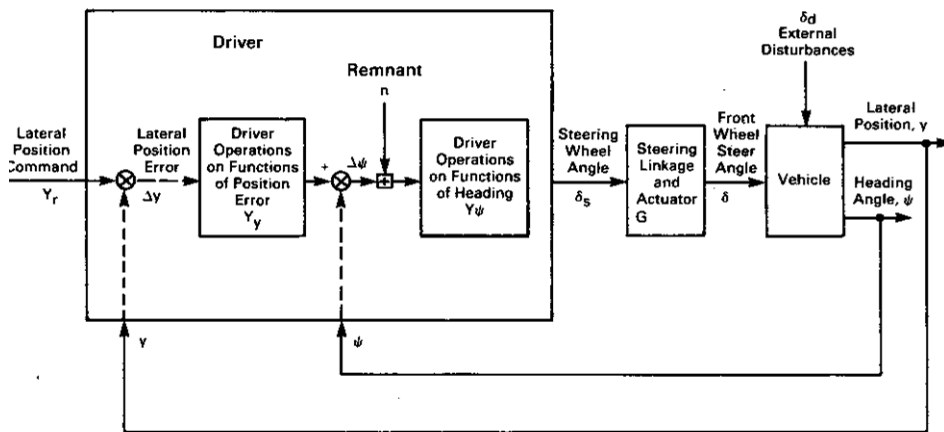 Driver
Remnant
n
δd
External
Disturbances
Lateral
Position
Command
Yr
Lateral
Position
Error
Δy
Driver
Operations
on Functions
of Position
Error
Yy
+
Δψ
Driver
Operations
on Functions
of Heading
Yψ
Steering
Wheel
Angle
δs
Steering
Linkage
and
Actuator
G
Front
Wheel
Steer
Angle
δ
Vehicle
Lateral
Position, y
Heading
Angle, ψ
y
ψ